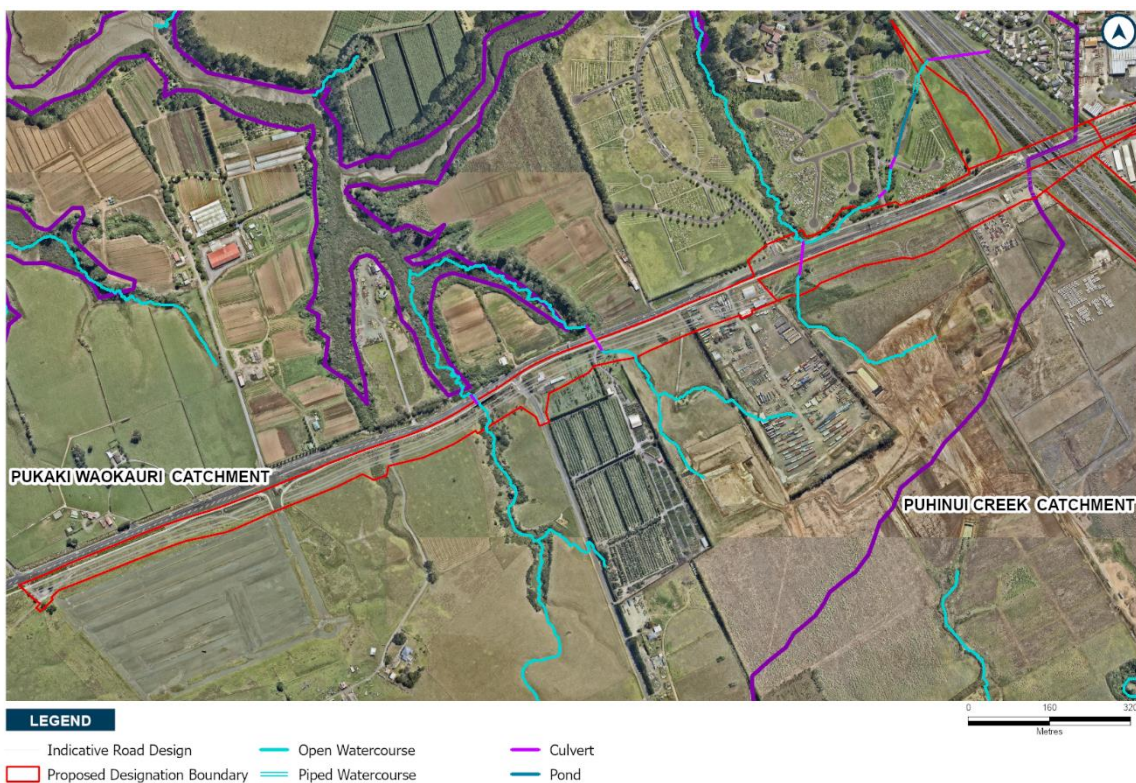 PUKAKI WAOKAURI CATCHMENT
PUHINUI CREEK CATCHMENT
LEGEND
0 160 320
Metres
Indicative Road Design
Open Watercourse
Culvert
Proposed Designation Boundary
Piped Watercourse
Pond